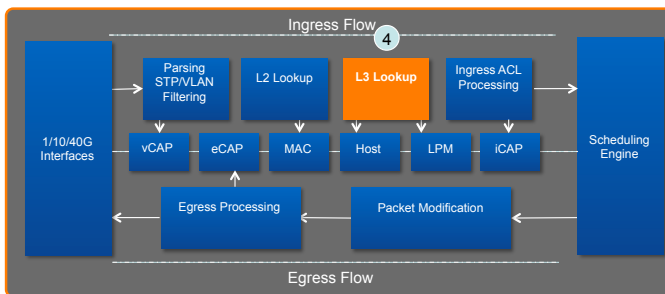 Ingress Flow
4
Parsing
STP/VLAN
Filtering
L2 Lookup
L3 Lookup
Ingress ACL
Processing
1/10/40G
Interfaces
vCAP
eCAP
MAC
Host
LPM
iCAP
Scheduling
Engine
Egress Processing
Packet Modification
Egress Flow